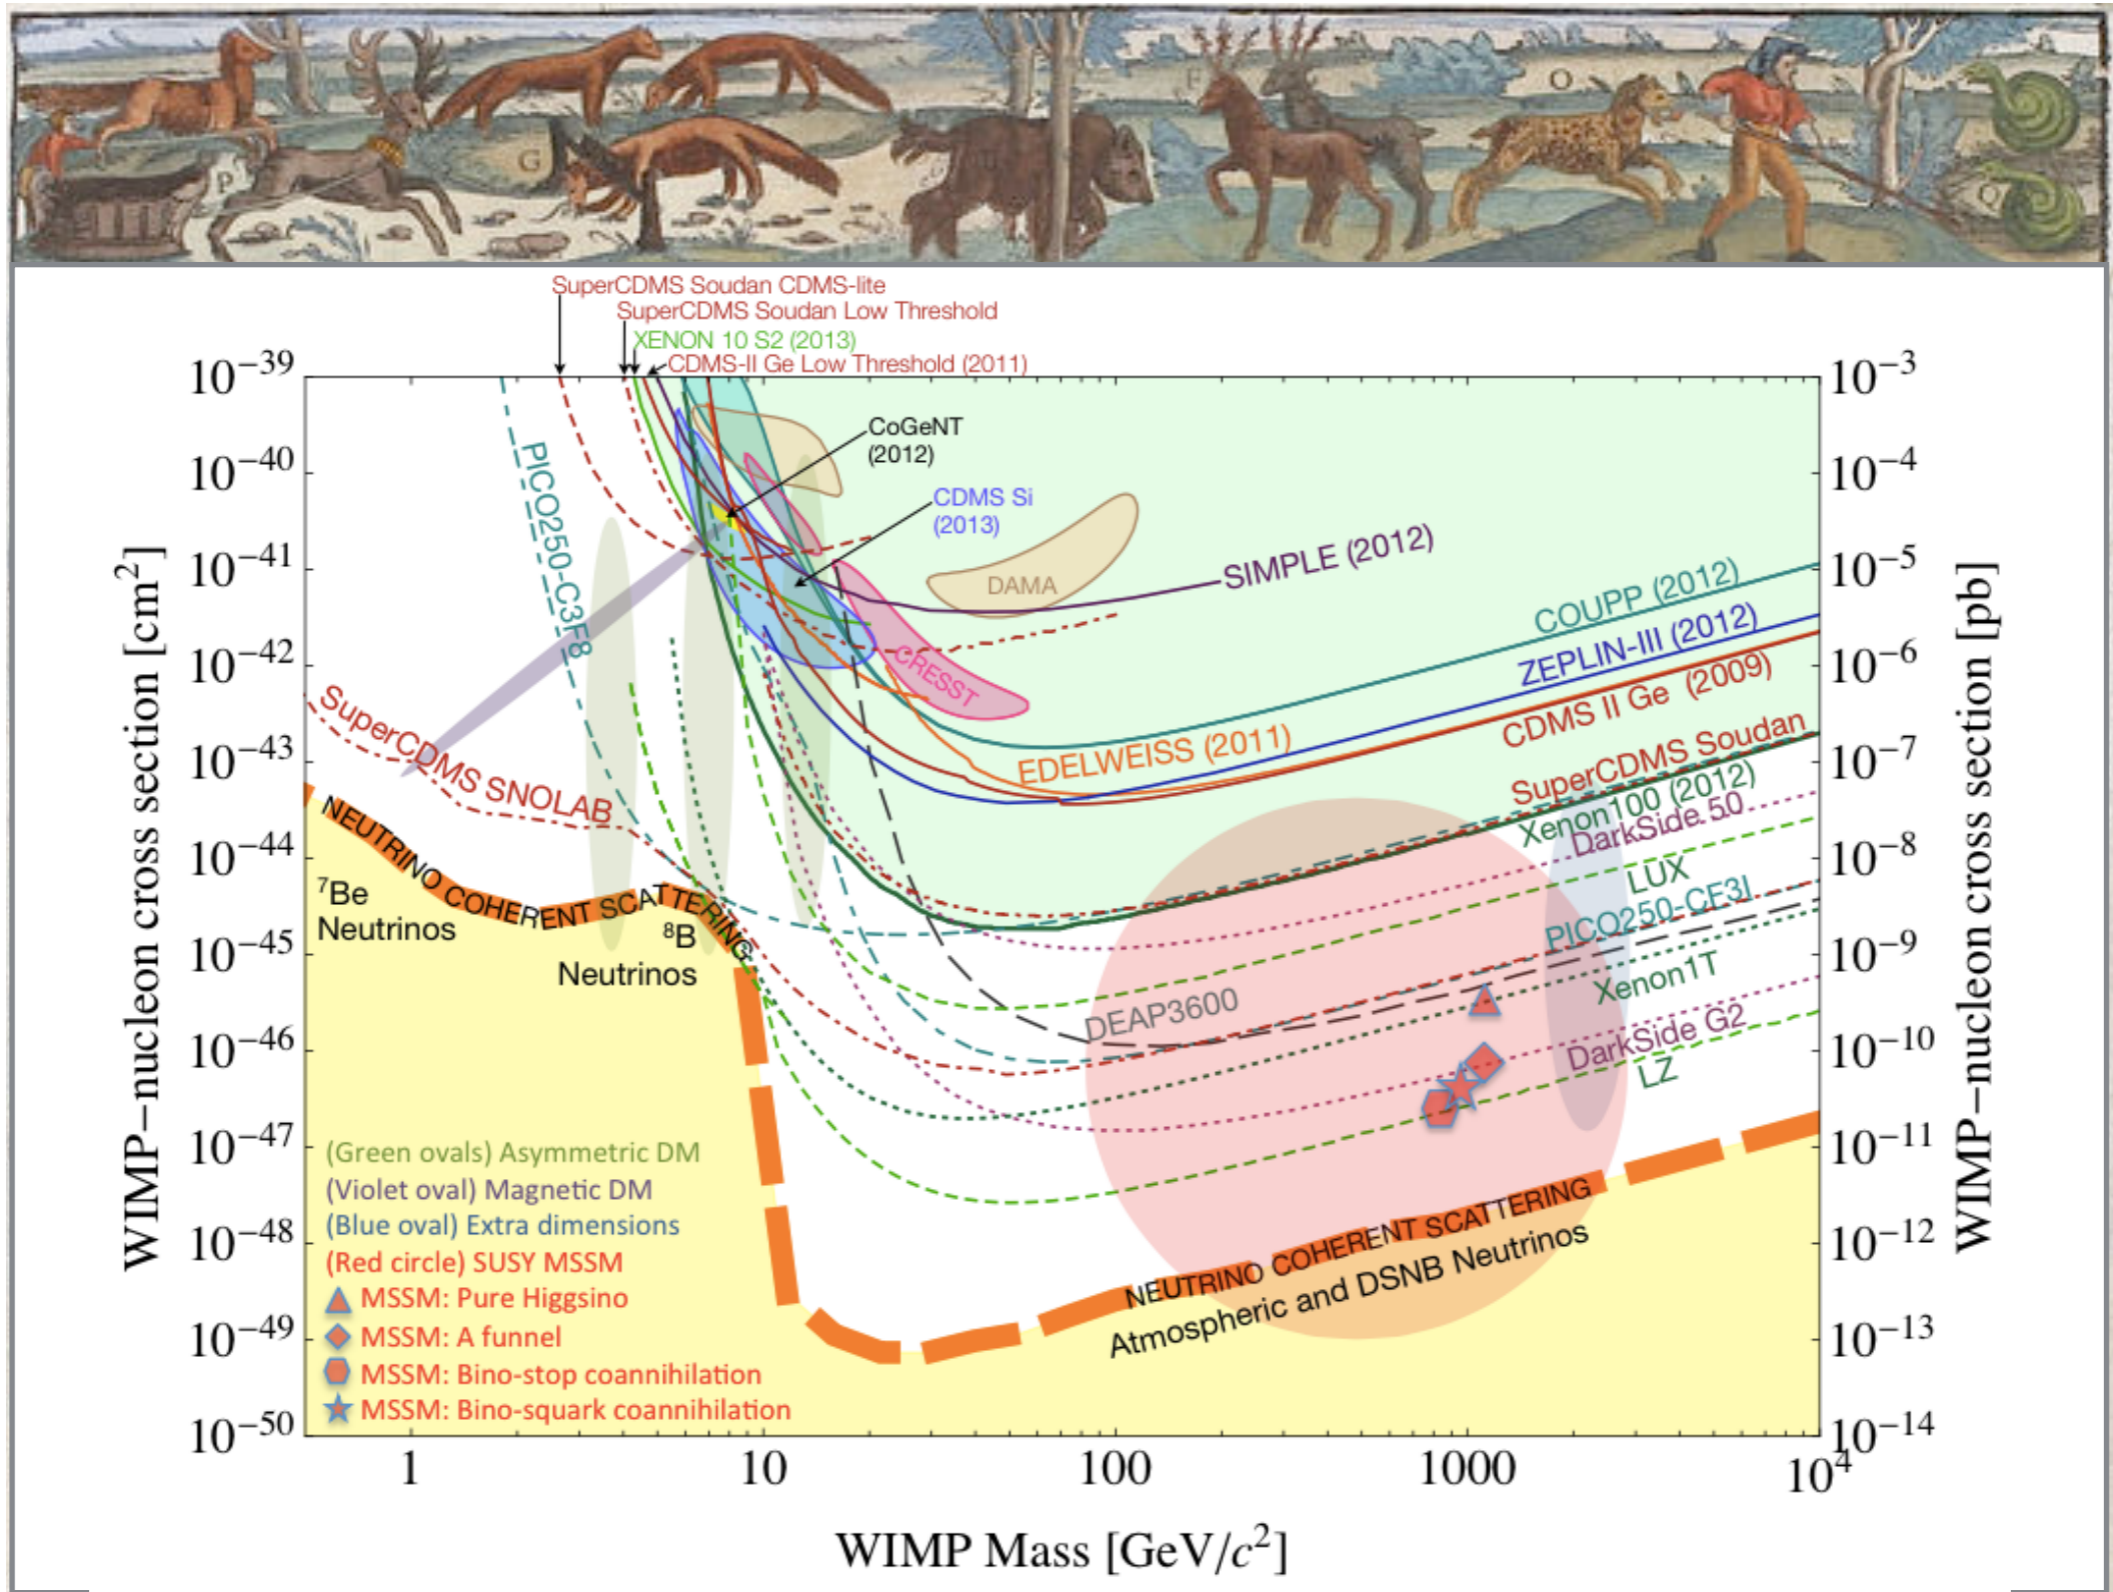 P
G
F
O
Q
SuperCDMS Soudan CDMS-lite
SuperCDMS Soudan Low Threshold
XENON 10 S2 (2013)
CDMS-II Ge Low Threshold (2011)
10−39
10−40
10−41
10−42
10−43
10−44
10−45
10−46
10−47
10−48
10−49
10−50
WIMP−nucleon cross section [cm2]
10−3
10−4
10−5
10−6
10−7
10−8
10−9
10−10
10−11
10−12
10−13
10−14
WIMP−nucleon cross section [pb]
CoGeNT
(2012)
CDMS Si
(2013)
PICO250-C3F8
DAMA
SIMPLE (2012)
COUPP (2012)
ZEPLIN-III (2012)
CRESST
CDMS II Ge (2009)
EDELWEISS (2011)
SuperCDMS SNOLAB
SuperCDMS Soudan
Xenon100 (2012)
DarkSide 50
LUX
PICO250-CF3I
Xenon1T
DEAP3600
DarkSide G2
LZ
NEUTRINO COHERENT SCATTERING
7Be
Neutrinos
8B
Neutrinos
NEUTRINO COHERENT SCATTERING
Atmospheric and DSNB Neutrinos
(Green ovals) Asymmetric DM
(Violet oval) Magnetic DM
(Blue oval) Extra dimensions
(Red circle) SUSY MSSM
MSSM: Pure Higgsino
MSSM: A funnel
MSSM: Bino-stop coannihilation
MSSM: Bino-squark coannihilation
1
10
100
1000
104
WIMP Mass [GeV/c2]